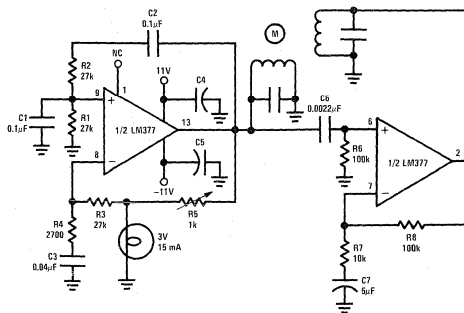 C2
0.1μF
M
NC
R2
27k
11V
C4
1
9
+
C1
0.1μF
R1
27k
1/2 LM377
13
C6
0.0022μF
8
−
C5
6
+
R6
100k
1/2 LM377
2
-11V
7
−
R3
27k
R5
1k
R4
2700
3V
15 mA
R8
100k
R7
10k
C3
0.04μF
C7
5μF